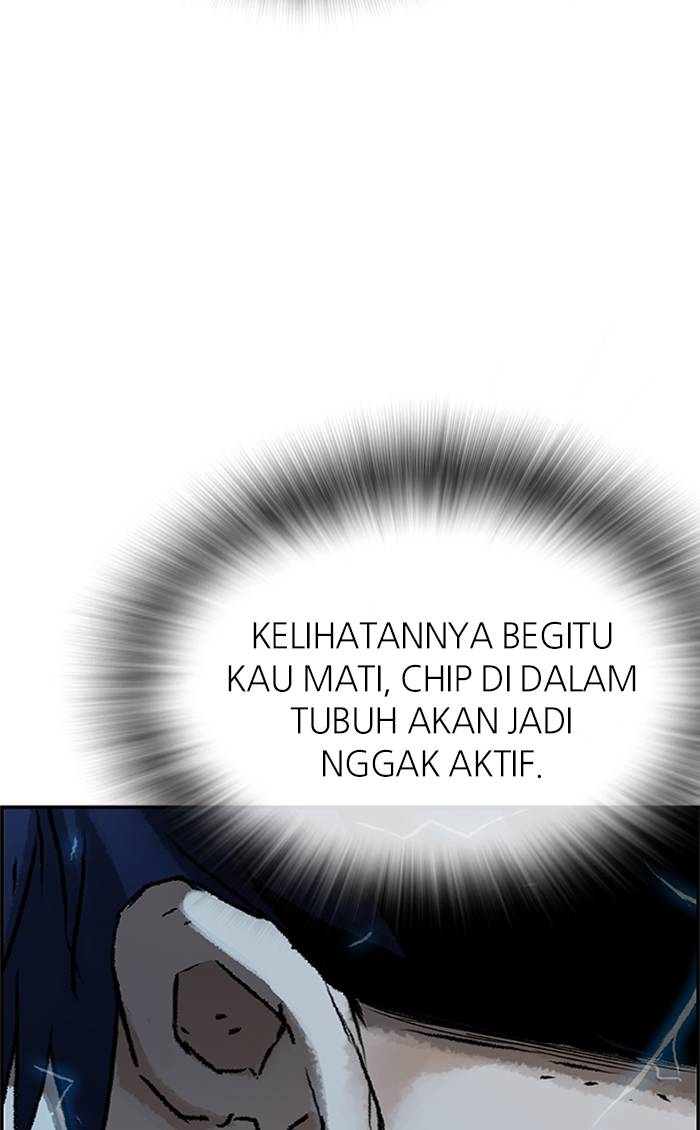 KELIHATANNYA BEGITU
KAU MATI, CHIP DI DALAM
TUBUH AKAN JADI
NGGAK AKTIF.